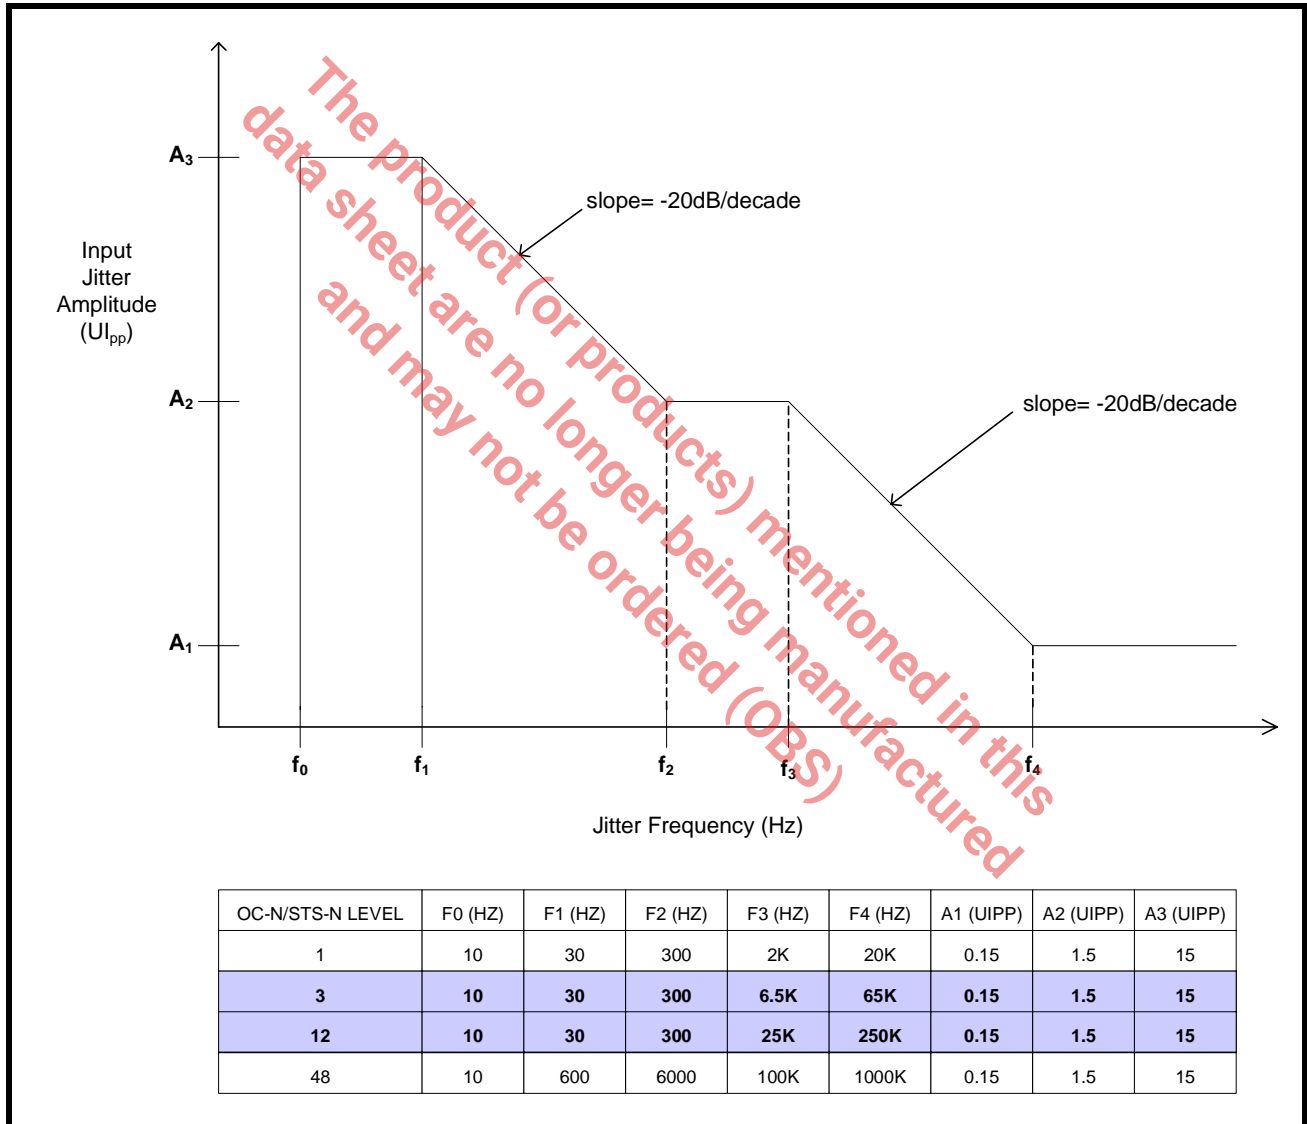 A3
Input
Jitter
Amplitude
(UIpp)
A2
A1
slope= -20dB/decade
slope= -20dB/decade
The product (or products) mentioned in this
data sheet are no longer being manufactured
and may not be ordered (OBS)
f0 f1 f2 f3 f4
Jitter Frequency (Hz)
OC-N/STS-N LEVEL F0 (HZ) F1 (HZ) F2 (HZ) F3 (HZ) F4 (HZ) A1 (UIPP) A2 (UIPP) A3 (UIPP)
1 10 30 300 2K 20K 0.15 1.5 15
3 10 30 300 6.5K 65K 0.15 1.5 15
12 10 30 300 25K 250K 0.15 1.5 15
48 10 600 6000 100K 1000K 0.15 1.5 15